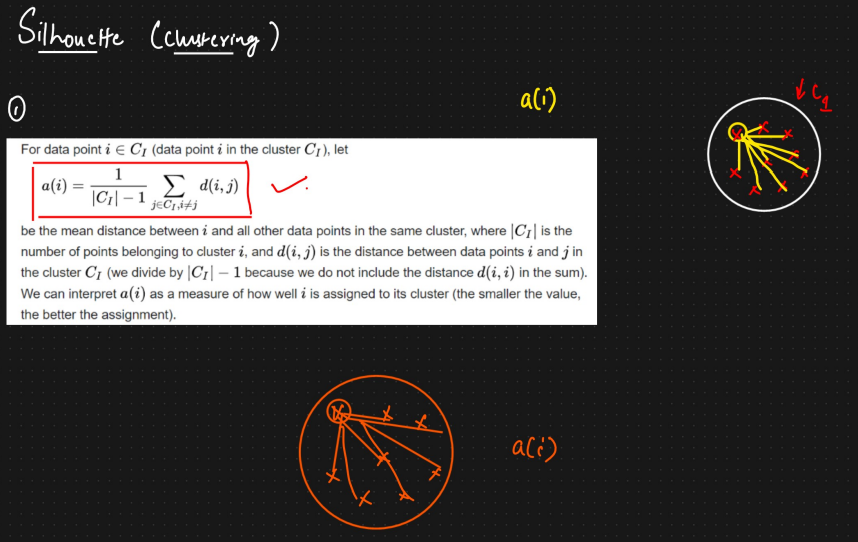 Silhouette (clustering)
①
a(i)
C1
For data point i ∈ C_I (data point i in the cluster C_I), let
a(i) = 1 / (|C_I| − 1) ∑_{j∈C_I, i≠j} d(i, j)
be the mean distance between i and all other data points in the same cluster, where |C_I| is the
number of points belonging to cluster i, and d(i, j) is the distance between data points i and j in
the cluster C_I (we divide by |C_I| − 1 because we do not include the distance d(i, i) in the sum).
We can interpret a(i) as a measure of how well i is assigned to its cluster (the smaller the value,
the better the assignment).
a(i)